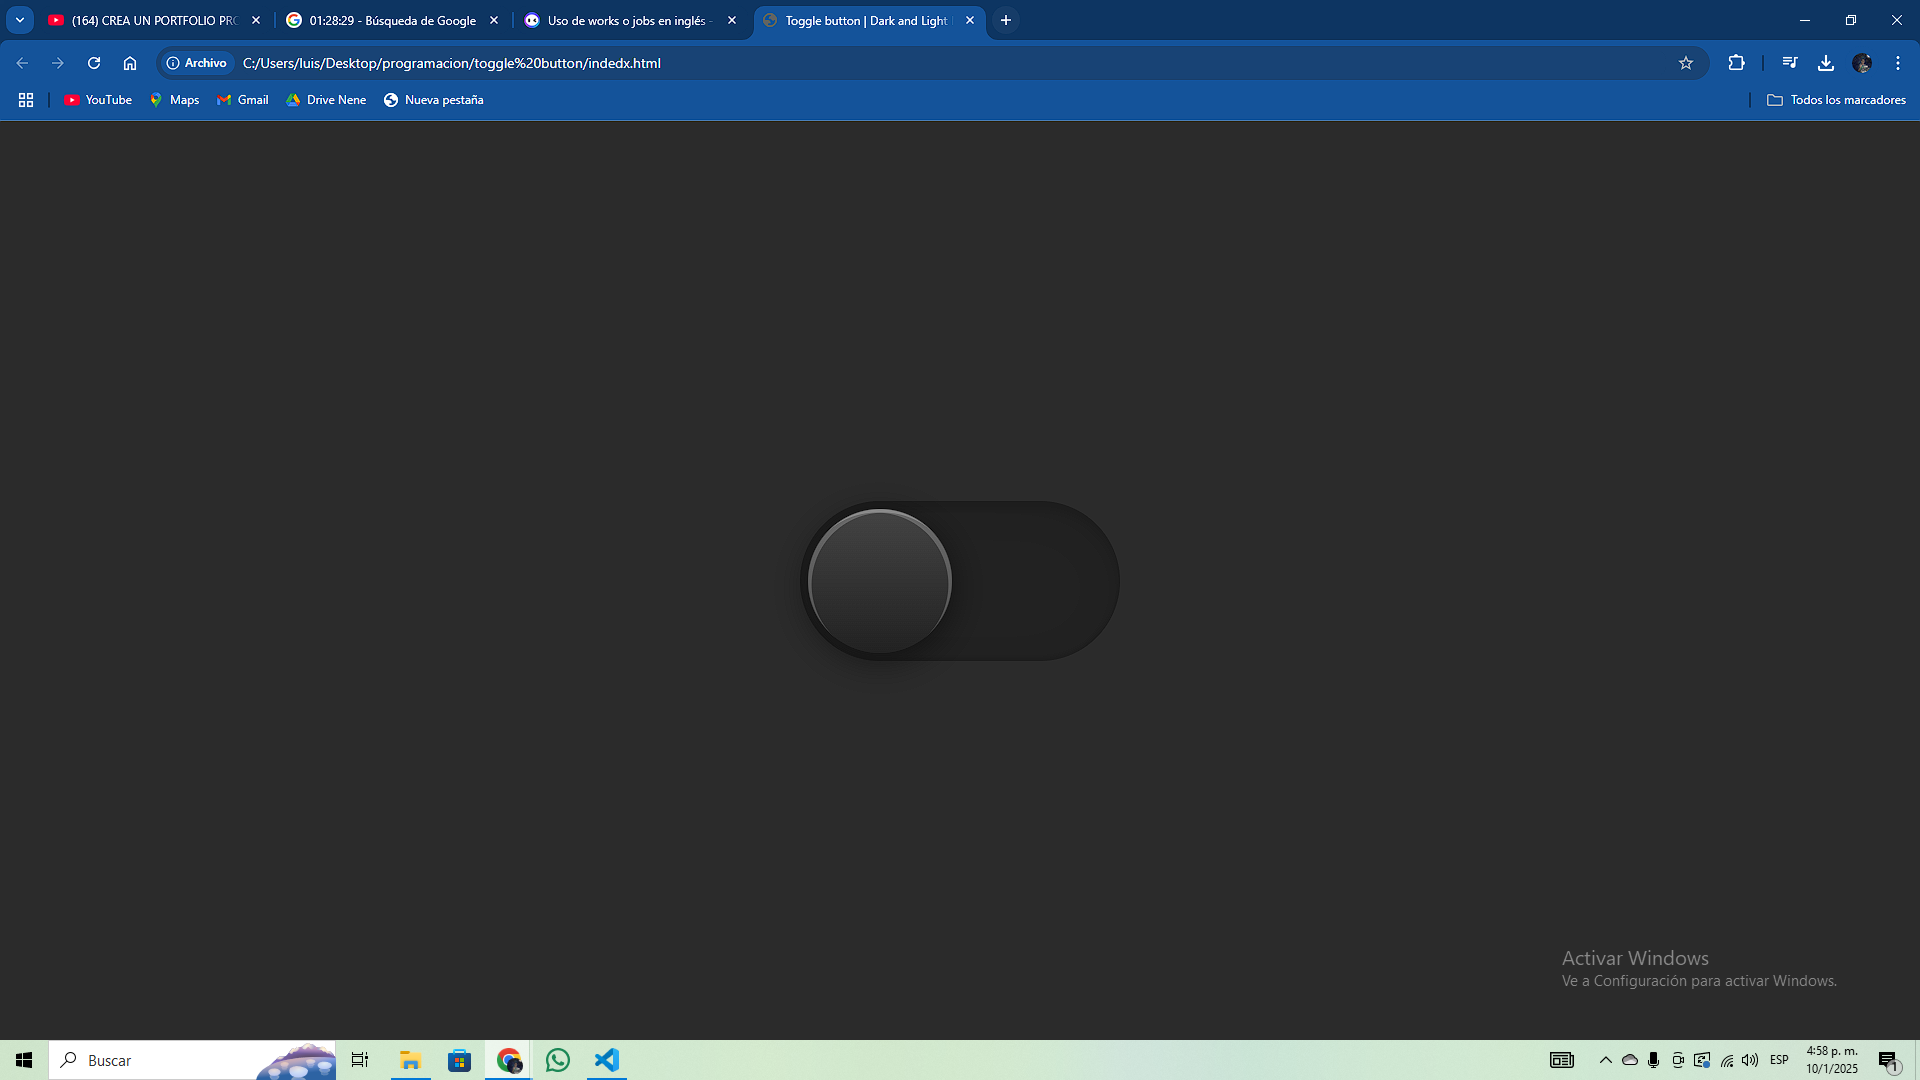 (164) CREA UN PORTFOLIO PRO
01:28:29 - Búsqueda de Google
Uso de works o jobs en inglés -
Toggle button | Dark and Light
Archivo
C:/Users/luis/Desktop/programacion/toggle%20button/indedx.html
YouTube
Maps
Gmail
Drive Nene
Nueva pestaña
Todos los marcadores
Activar Windows
Ve a Configuración para activar Windows.
Buscar
ESP
4:58 p. m.
10/1/2025
1